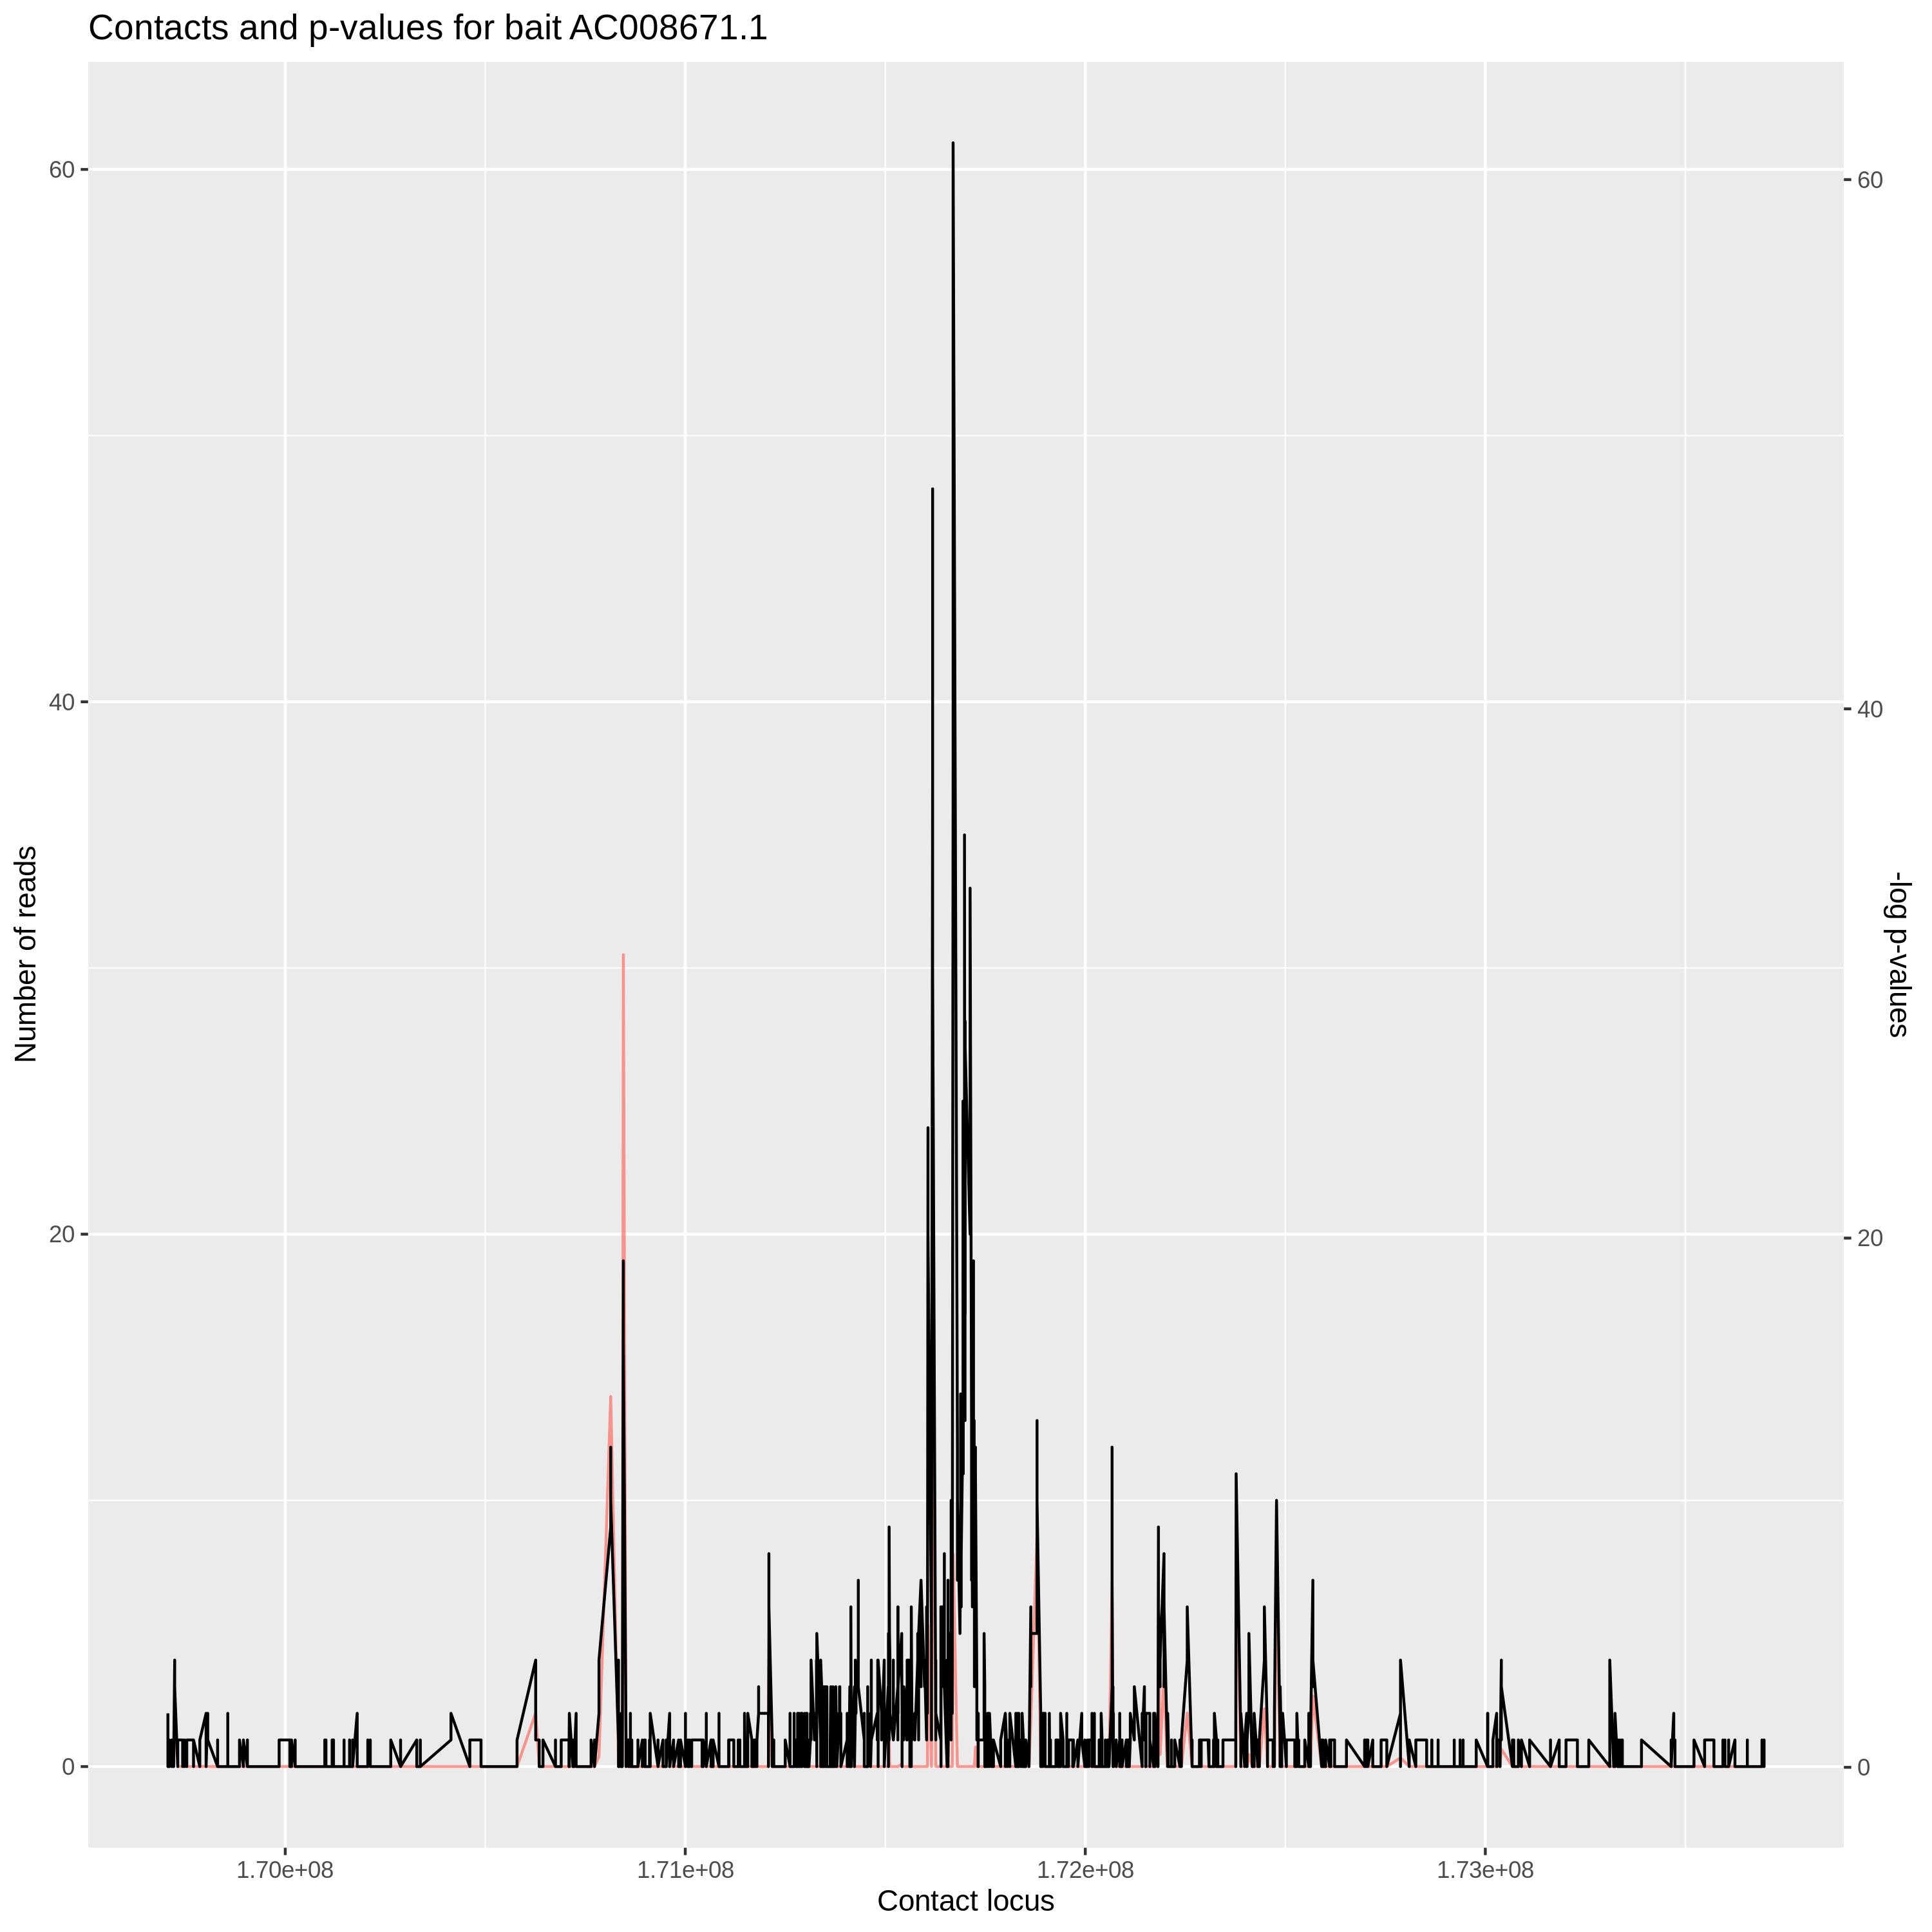 Contacts and p-values for bait AC008671.1
60
40
20
0
Number of reads
60
40
20
0
-log p-values
1.70e+08 1.71e+08 1.72e+08 1.73e+08
Contact locus